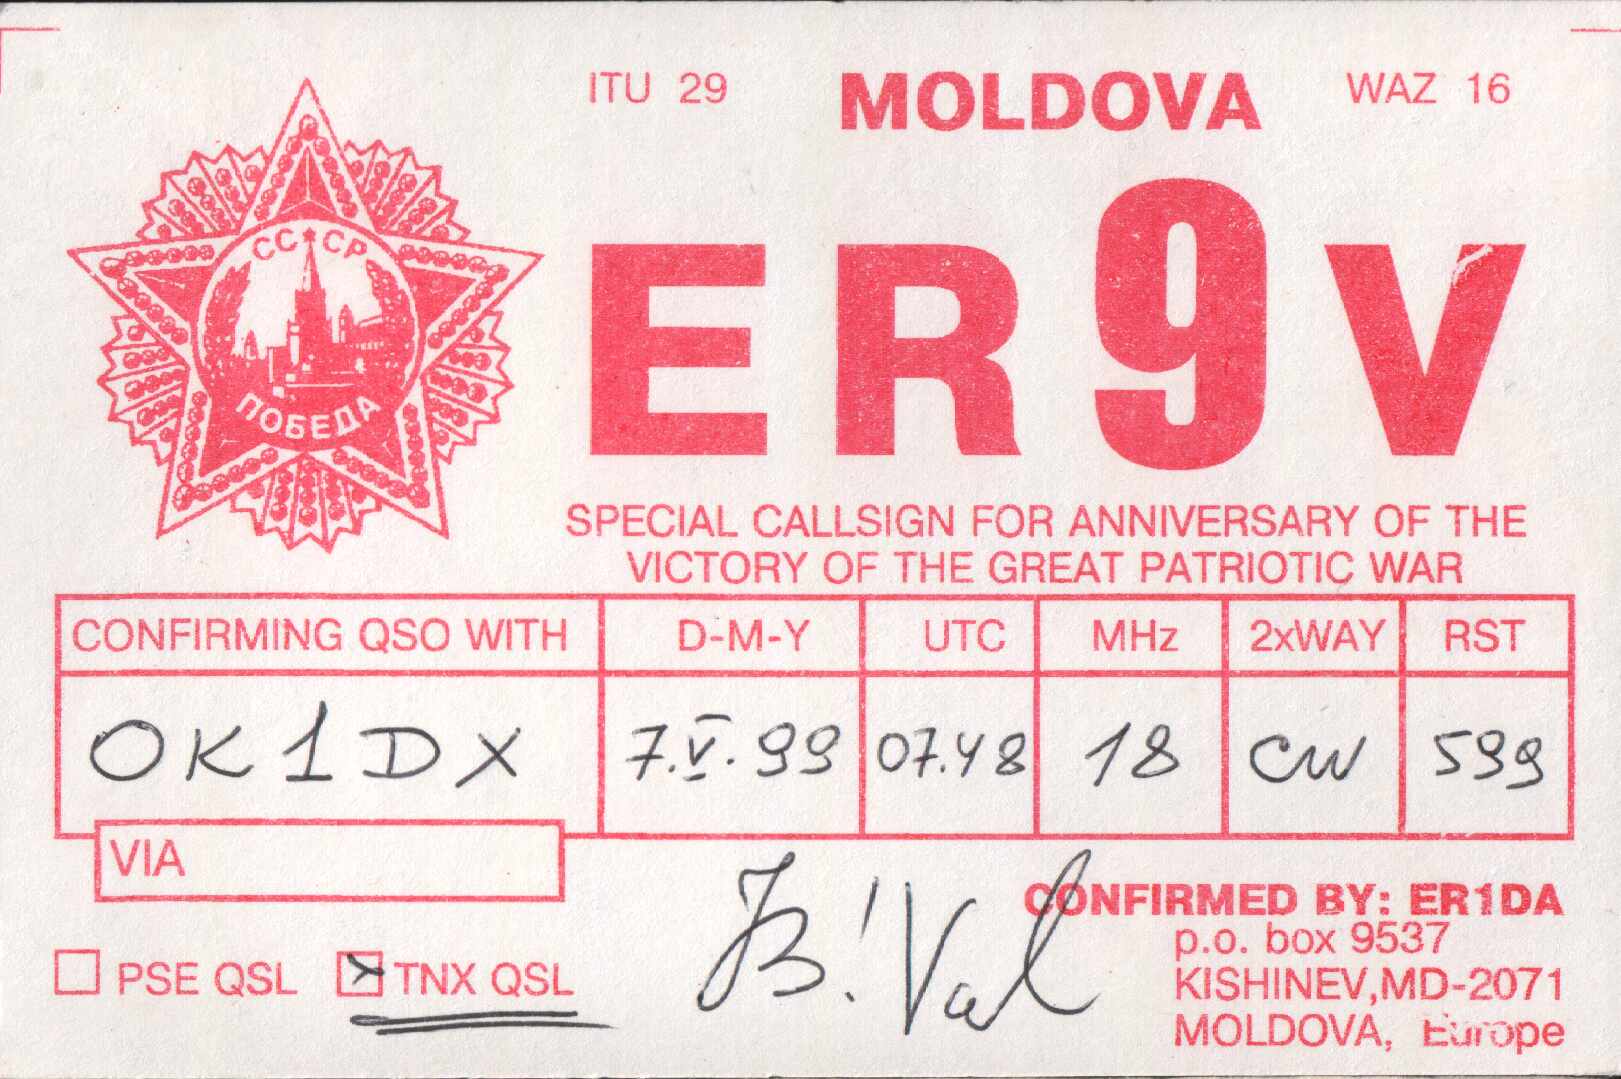 ITU 29 MOLDOVA WAZ 16
СССР
ПОБЕДА
ER9V
SPECIAL CALLSIGN FOR ANNIVERSARY OF THE
VICTORY OF THE GREAT PATRIOTIC WAR
CONFIRMING QSO WITH D-M-Y UTC MHz 2xWAY RST
OK1DX 7.V.99 07.48 18 CW 599
VIA
CONFIRMED BY: ER1DA
p.o. box 9537
PSE QSL x TNX QSL KISHINEV,MD-2071
MOLDOVA, Europe